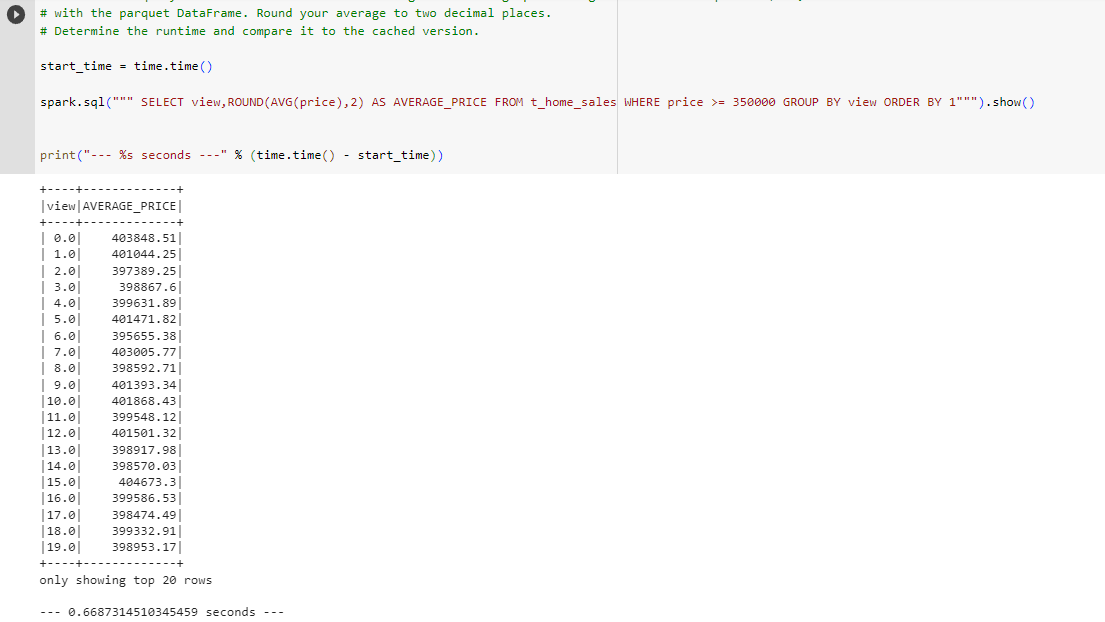 # with the parquet DataFrame. Round your average to two decimal places.
# Determine the runtime and compare it to the cached version.
start_time = time.time()
spark.sql(""" SELECT view,ROUND(AVG(price),2) AS AVERAGE_PRICE FROM t_home_sales WHERE price >= 350000 GROUP BY view ORDER BY 1""").show()
print("--- %s seconds ---" % (time.time() - start_time))
+----+-------------+
|view|AVERAGE_PRICE|
+----+-------------+
| 0.0|    403848.51|
| 1.0|    401044.25|
| 2.0|    397389.25|
| 3.0|     398867.6|
| 4.0|    399631.89|
| 5.0|    401471.82|
| 6.0|    395655.38|
| 7.0|    403005.77|
| 8.0|    398592.71|
| 9.0|    401393.34|
|10.0|    401868.43|
|11.0|    399548.12|
|12.0|    401501.32|
|13.0|    398917.98|
|14.0|    398570.03|
|15.0|     404673.3|
|16.0|    399586.53|
|17.0|    398474.49|
|18.0|    399332.91|
|19.0|    398953.17|
+----+-------------+
only showing top 20 rows
--- 0.6687314510345459 seconds ---